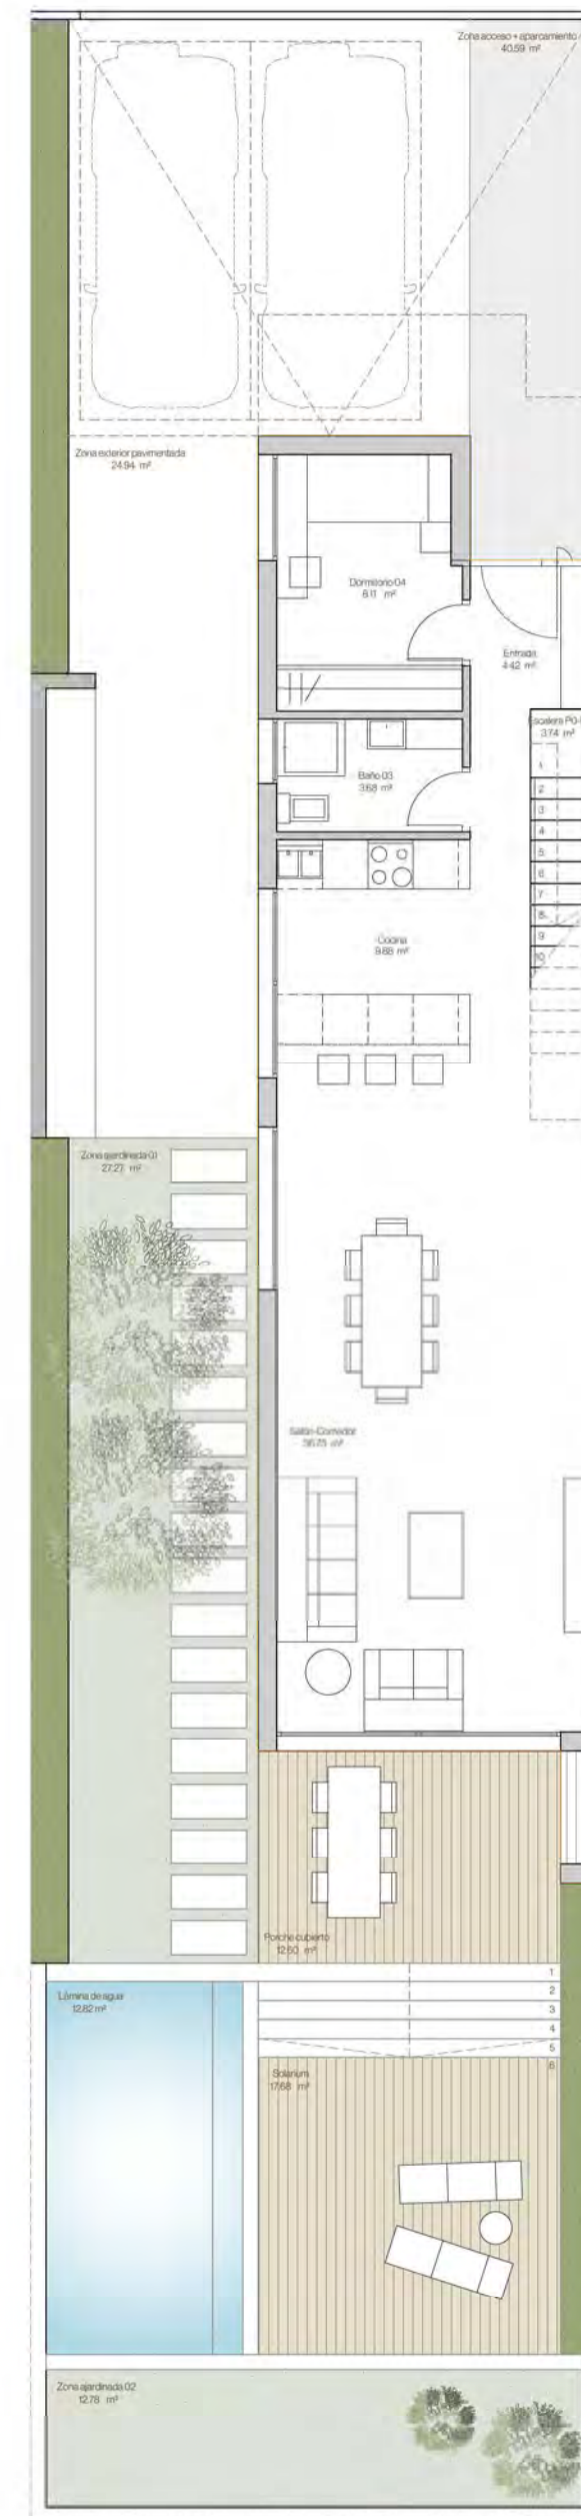 Zona acceso + aparcamiento
40.59 m²
Zona exterior pavimentada
24.94 m²
Dormitorio 04
8.11 m²
Entrada
4.42 m²
Escalera P0-
3.74 m²
1
2
3
4
5
6
7
8
9
10
Baño 03
3.68 m²
Cocina
9.88 m²
Zona ajardinada 01
27.27 m²
Salón-Comedor
36.73 m²
Porche cubierto
12.60 m²
1
2
3
4
5
6
Lámina de agua
12.82 m²
Solarium
17.68 m²
Zona ajardinada 02
12.78 m²